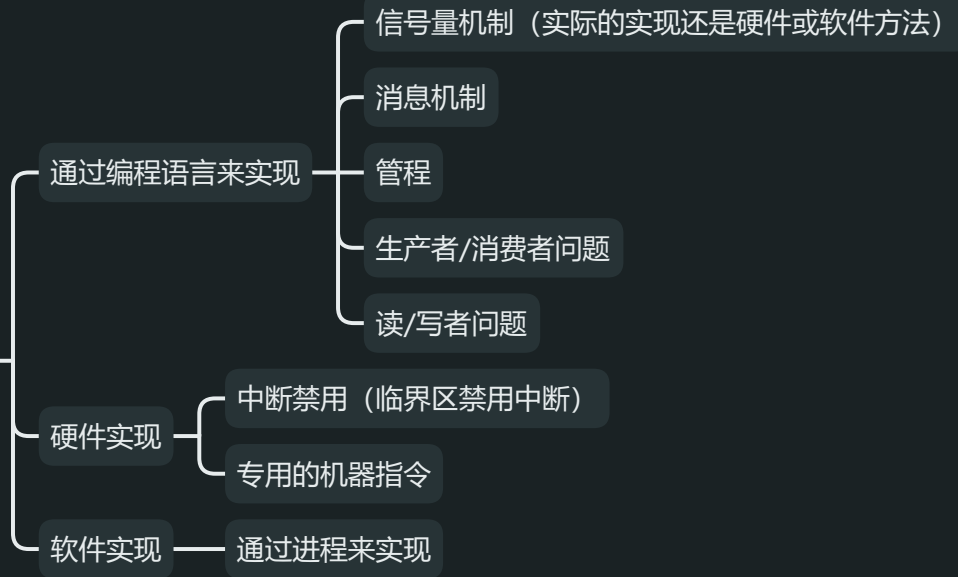 信号量机制（实际的实现还是硬件或软件方法）
消息机制
通过编程语言来实现
管程
生产者/消费者问题
读/写者问题
中断禁用（临界区禁用中断）
硬件实现
专用的机器指令
软件实现
通过进程来实现